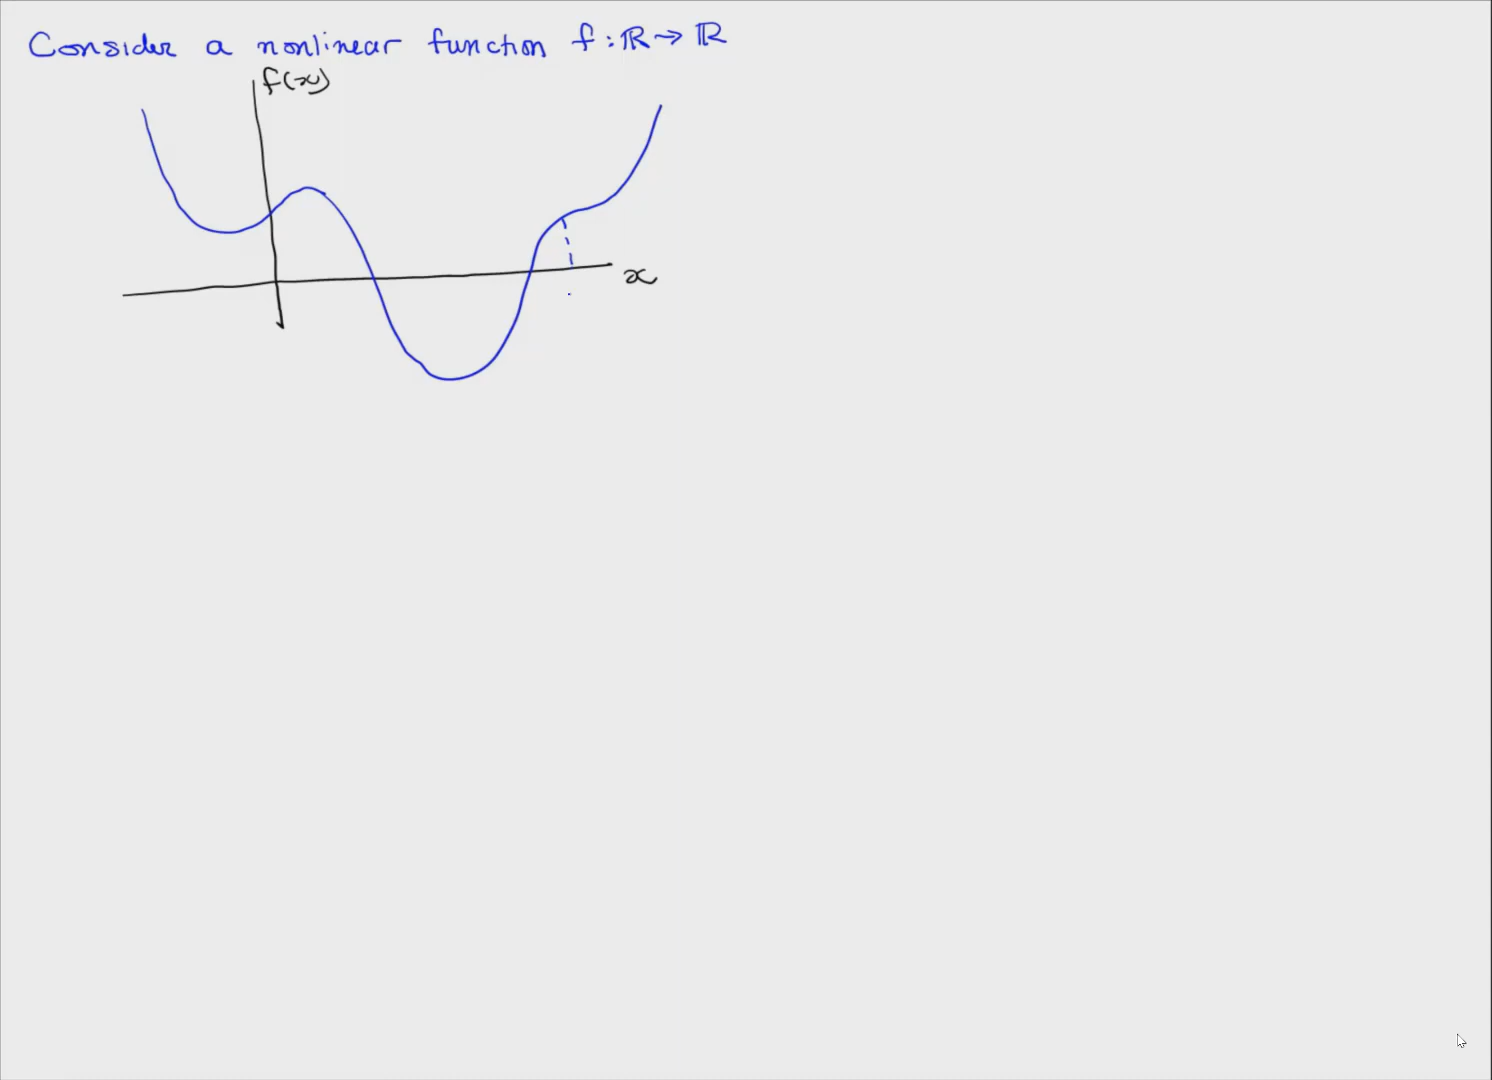 Consider a nonlinear function f : ℝ → ℝ
f(x)
x